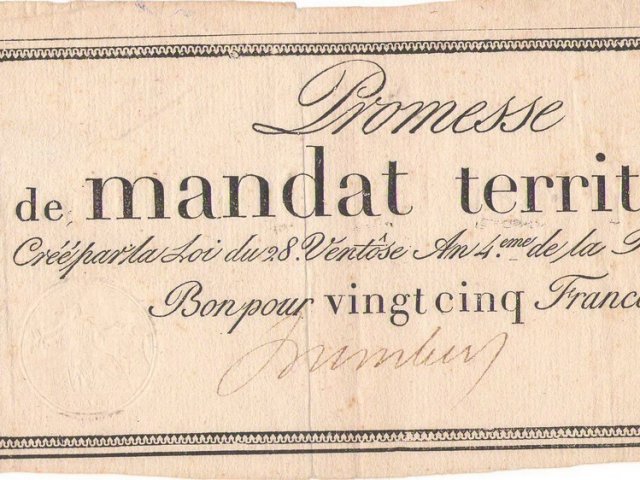 Promesse
de mandat territ
Créé par la Loi du 28. Ventôse An 4.eme de la
Bon pour vingt cinq Franc